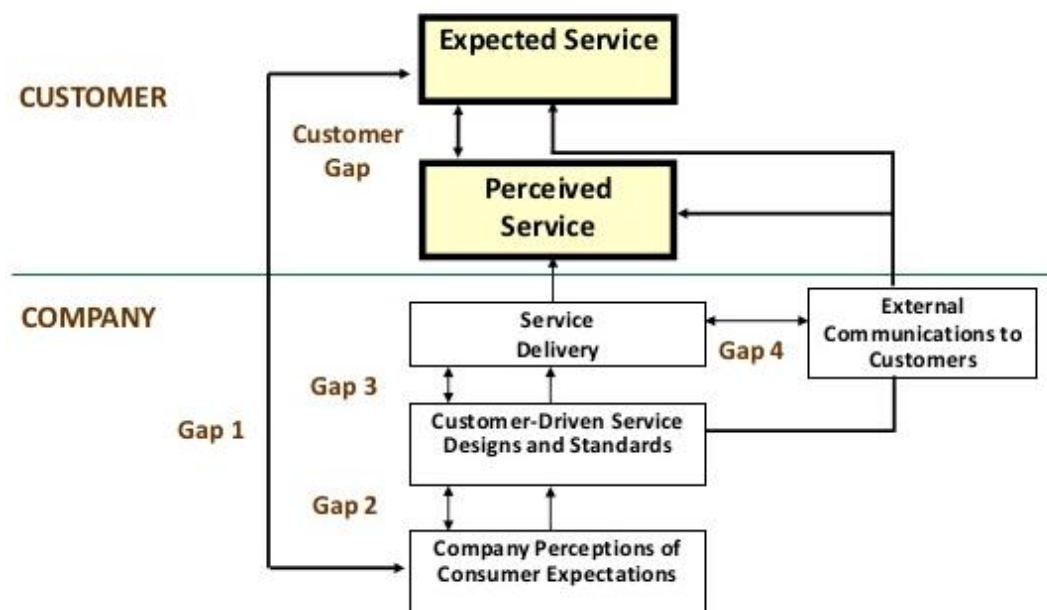 Expected Service
CUSTOMER
Customer
Gap
Perceived
Service
COMPANY
Service
Delivery
External
Communications to
Customers
Gap 4
Gap 3
Gap 1
Customer-Driven Service
Designs and Standards
Gap 2
Company Perceptions of
Consumer Expectations